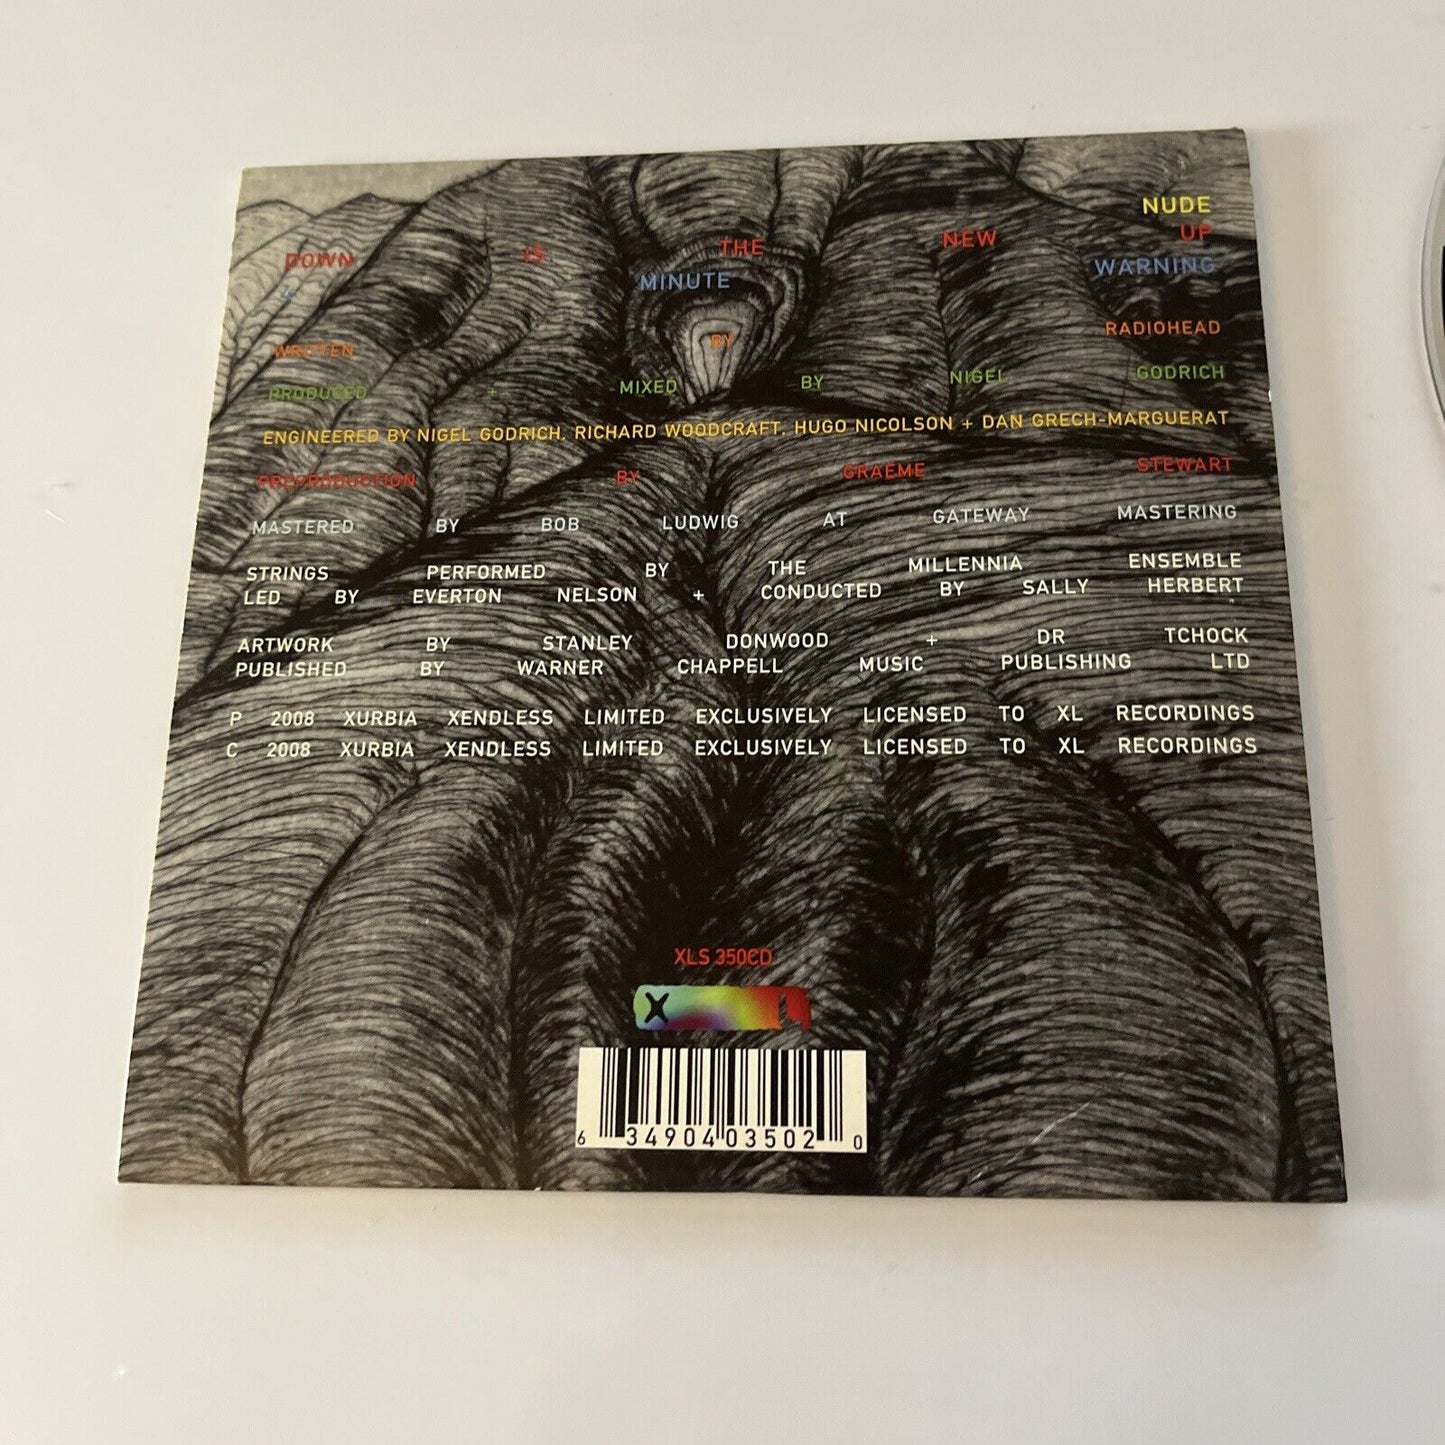 NUDE
DOWN IS THE NEW UP
4 MINUTE WARNING
WRITTEN BY RADIOHEAD
PRODUCED + MIXED BY NIGEL GODRICH
ENGINEERED BY NIGEL GODRICH, RICHARD WOODCRAFT, HUGO NICOLSON + DAN GRECH-MARGUERAT
PREPRODUCTION BY GRAEME STEWART
MASTERED BY BOB LUDWIG AT GATEWAY MASTERING
STRINGS PERFORMED BY THE MILLENNIA ENSEMBLE
LED BY EVERTON NELSON + CONDUCTED BY SALLY HERBERT
ARTWORK BY STANLEY DONWOOD + DR TCHOCK
PUBLISHED BY WARNER CHAPPELL MUSIC PUBLISHING LTD
P 2008 XURBIA XENDLESS LIMITED EXCLUSIVELY LICENSED TO XL RECORDINGS
C 2008 XURBIA XENDLESS LIMITED EXCLUSIVELY LICENSED TO XL RECORDINGS
XLS 350CD
XL
6 34904 03502 0